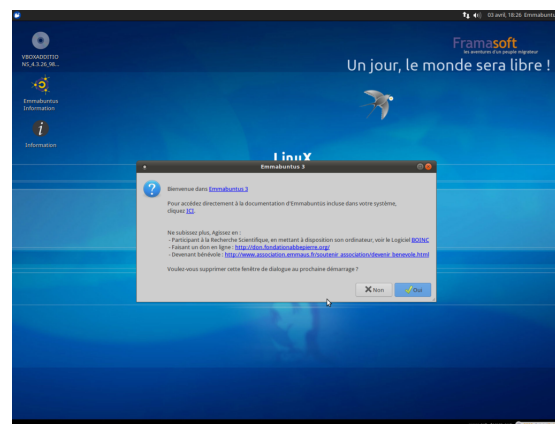 03 avril, 18:26 Emmabuntu
VBOXADDITIO
NS_4.3.26_98...
Emmabuntus
Information
Information
Framasoft
les aventures d'un peuple migrateur
Un jour, le monde sera libre !
Linux
Emmabuntus 3
Bienvenue dans Emmabuntus 3
Pour accédez directement à la documentation d'Emmabuntüs incluse dans votre système,
cliquez ICI.
Ne subissez plus, Agissez en :
- Participant à la Recherche Scientifique, en mettant à disposition son ordinateur, voir le Logiciel BOINC
- Faisant un don en ligne : http://don.fondationabbepierre.org/
- Devenant bénévole : http://www.association.emmaus.fr/soutenir_association/devenir_benevole.html
Voulez-vous supprimer cette fenêtre de dialogue au prochaine démarrage ?
Non
Oui